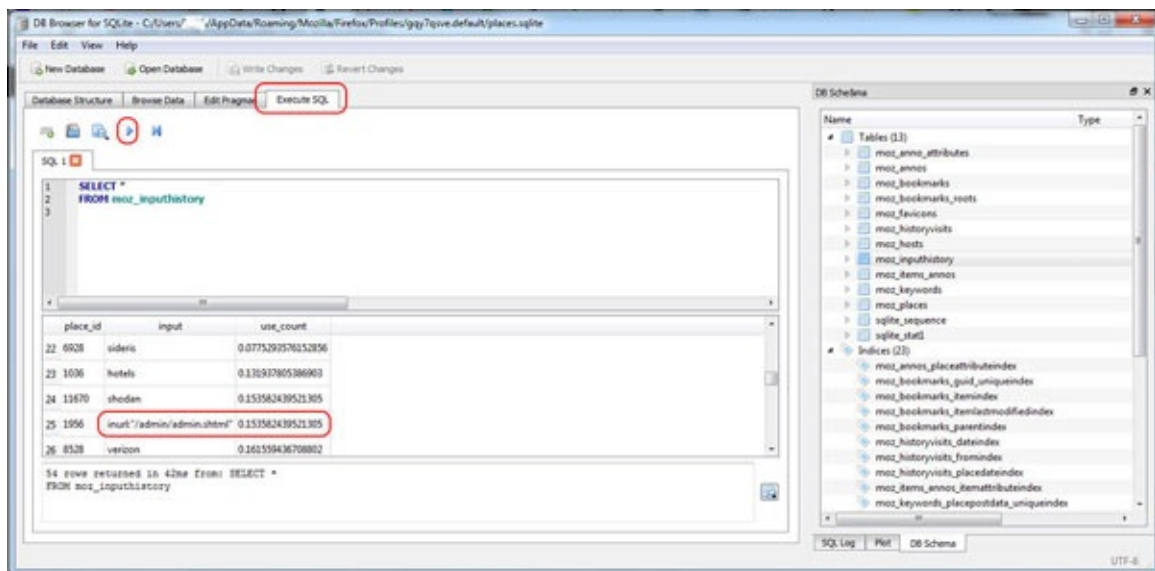 DB Browser for SQLite - C:/Users/ /AppData/Roaming/Mozilla/Firefox/Profiles/gqy7qsve.default/places.sqlite
File Edit View Help
New Database Open Database Write Changes Revert Changes
Database Structure Browse Data Edit Pragmas Execute SQL
SQL 1
1 SELECT *
2 FROM moz_inputhistory
3
place_id input use_count
22 6928 sideris 0.0775293576152856
23 1036 hotels 0.131937805386903
24 11670 shodan 0.153582439521305
25 1956 inurl:"/admin/admin.shtml" 0.153582439521305
26 8528 verizon 0.161559436708802
54 rows returned in 42ms from: SELECT *
FROM moz_inputhistory
DB Schema
Name Type
Tables (13)
moz_anno_attributes
moz_annos
moz_bookmarks
moz_bookmarks_roots
moz_favicons
moz_historyvisits
moz_hosts
moz_inputhistory
moz_items_annos
moz_keywords
moz_places
sqlite_sequence
sqlite_stat1
Indices (23)
moz_annos_placeattributeindex
moz_bookmarks_guid_uniqueindex
moz_bookmarks_itemindex
moz_bookmarks_itemlastmodifiedindex
moz_bookmarks_parentindex
moz_historyvisits_dateindex
moz_historyvisits_fromindex
moz_historyvisits_placedateindex
moz_items_annos_itemattributeindex
moz_keywords_placepostdata_uniqueindex
SQL Log Plot DB Schema
UTF-8